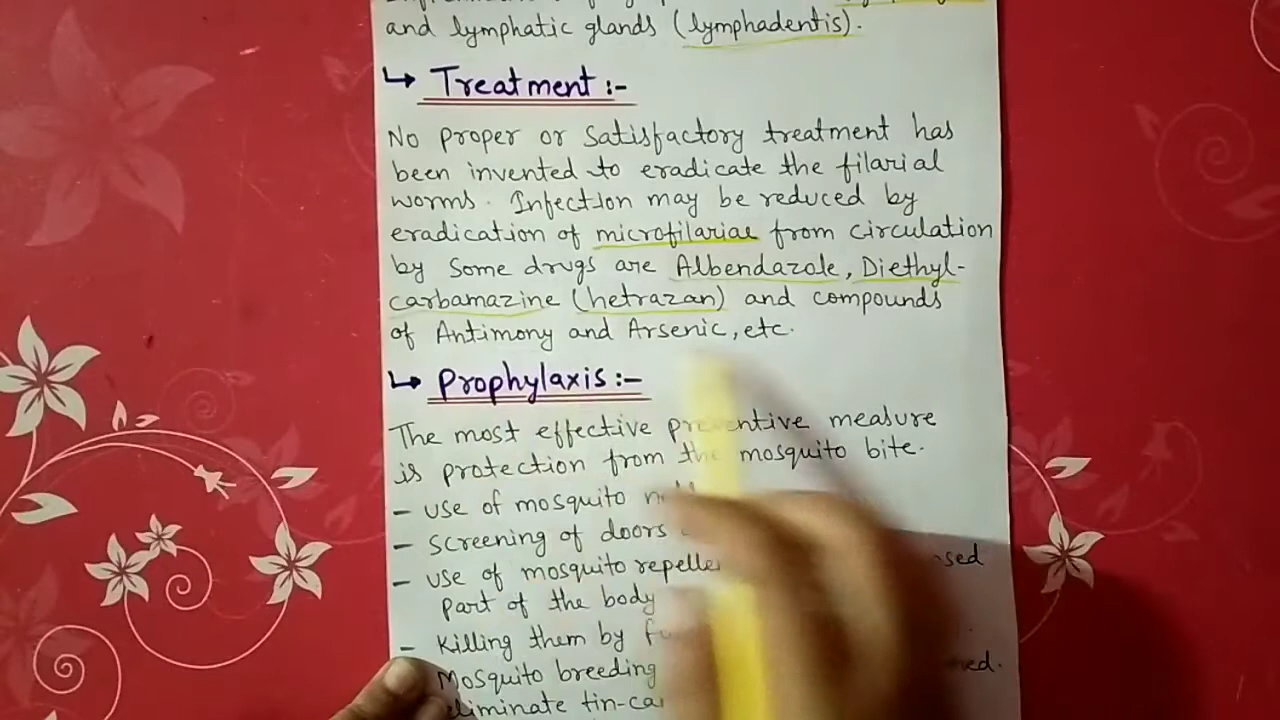 and lymphatic glands (lymphadentis).
↳ Treatment :-
No proper or satisfactory treatment has
been invented to eradicate the filarial
worms. Infection may be reduced by
eradication of microfilariae from circulation
by some drugs are Albendazole, Diethyl-
carbamazine (hetrazan) and compounds
of Antimony and Arsenic, etc.
↳ Prophylaxis :-
The most effective preventive measure
is protection from the mosquito bite.
- use of mosquito
- screening of doors
- use of mosquito
part of the body
- Killing them by
Mosquito breeding
eliminate